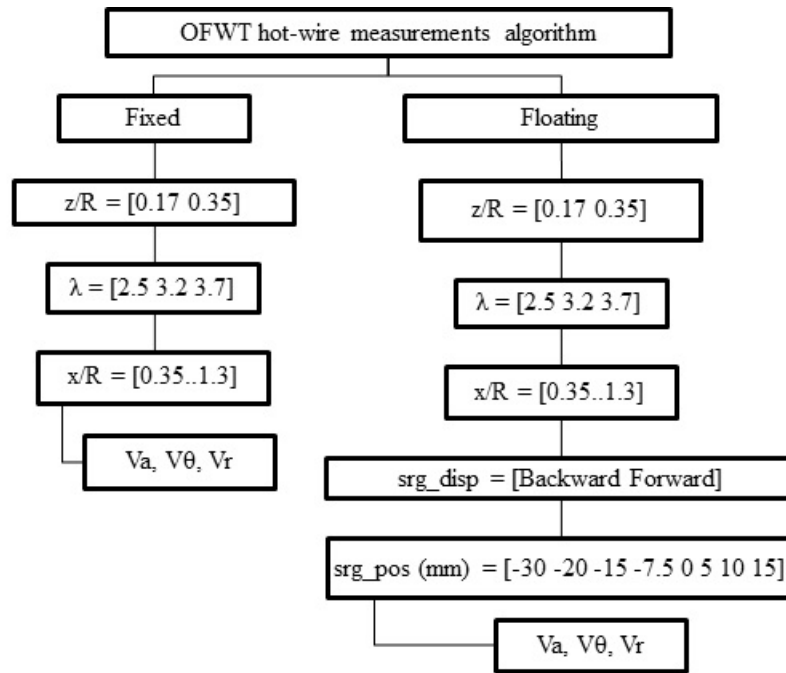 OFWT hot-wire measurements algorithm
Fixed
z/R = [0.17 0.35]
λ = [2.5 3.2 3.7]
x/R = [0.35..1.3]
Va, Vθ, Vr
Floating
z/R = [0.17 0.35]
λ = [2.5 3.2 3.7]
x/R = [0.35..1.3]
srg_disp = [Backward Forward]
srg_pos (mm) = [-30 -20 -15 -7.5 0 5 10 15]
Va, Vθ, Vr